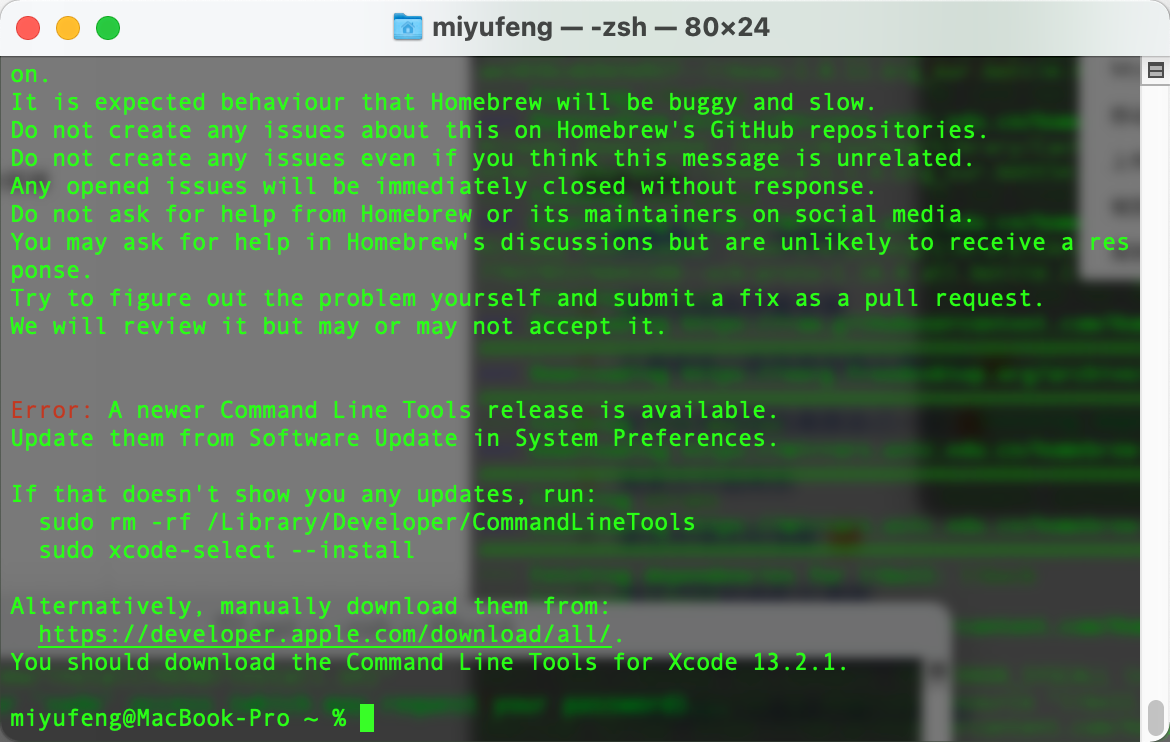 miyufeng — -zsh — 80×24
on.
It is expected behaviour that Homebrew will be buggy and slow.
Do not create any issues about this on Homebrew's GitHub repositories.
Do not create any issues even if you think this message is unrelated.
Any opened issues will be immediately closed without response.
Do not ask for help from Homebrew or its maintainers on social media.
You may ask for help in Homebrew's discussions but are unlikely to receive a res
ponse.
Try to figure out the problem yourself and submit a fix as a pull request.
We will review it but may or may not accept it.
Error: A newer Command Line Tools release is available.
Update them from Software Update in System Preferences.
If that doesn't show you any updates, run:
sudo rm -rf /Library/Developer/CommandLineTools
sudo xcode-select --install
Alternatively, manually download them from:
https://developer.apple.com/download/all/.
You should download the Command Line Tools for Xcode 13.2.1.
miyufeng@MacBook-Pro ~ %